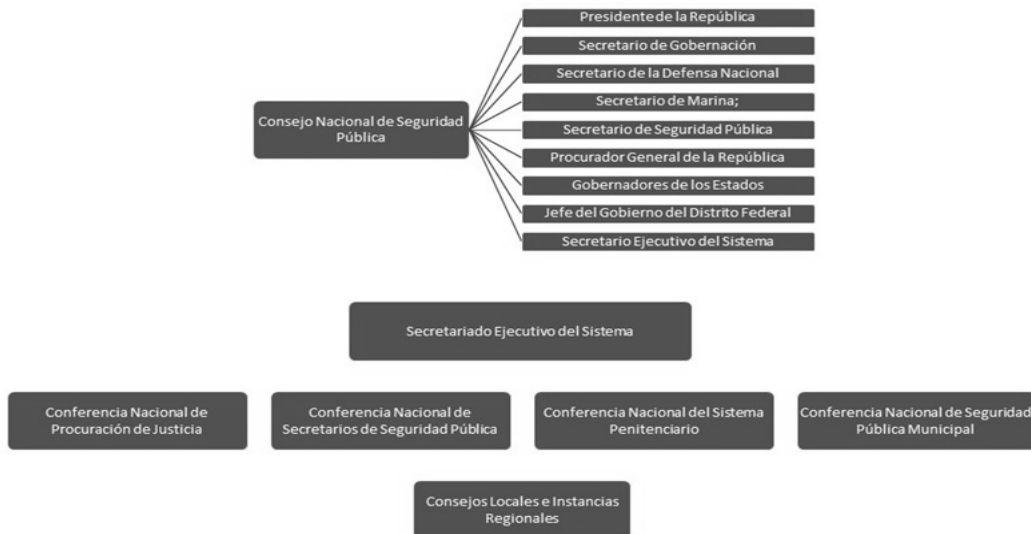 Presidente de la República
Secretario de Gobernación
Secretario de la Defensa Nacional
Secretario de Marina;
Consejo Nacional de Seguridad
Pública
Secretario de Seguridad Pública
Procurador General de la República
Gobernadores de los Estados
Jefe del Gobierno del Distrito Federal
Secretario Ejecutivo del Sistema
Secretariado Ejecutivo del Sistema
Conferencia Nacional de
Procuración de Justicia
Conferencia Nacional de
Secretarios de Seguridad Pública
Conferencia Nacional del Sistema
Penitenciario
Conferencia Nacional de Seguridad
Pública Municipal
Consejos Locales e Instancias
Regionales